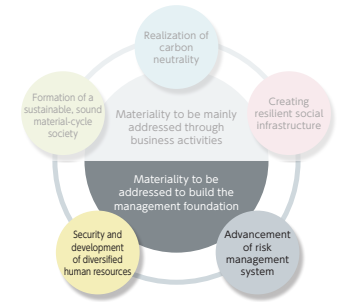 Realization of
carbon
neutrality
Formation of a
sustainable, sound
material-cycle
society
Materiality to be mainly
addressed through
business activities
Creating
resilient social
infrastructure
Materiality to be
addressed to build the
management foundation
Security and
development
of diversified
human resources
Advancement
of risk
management
system